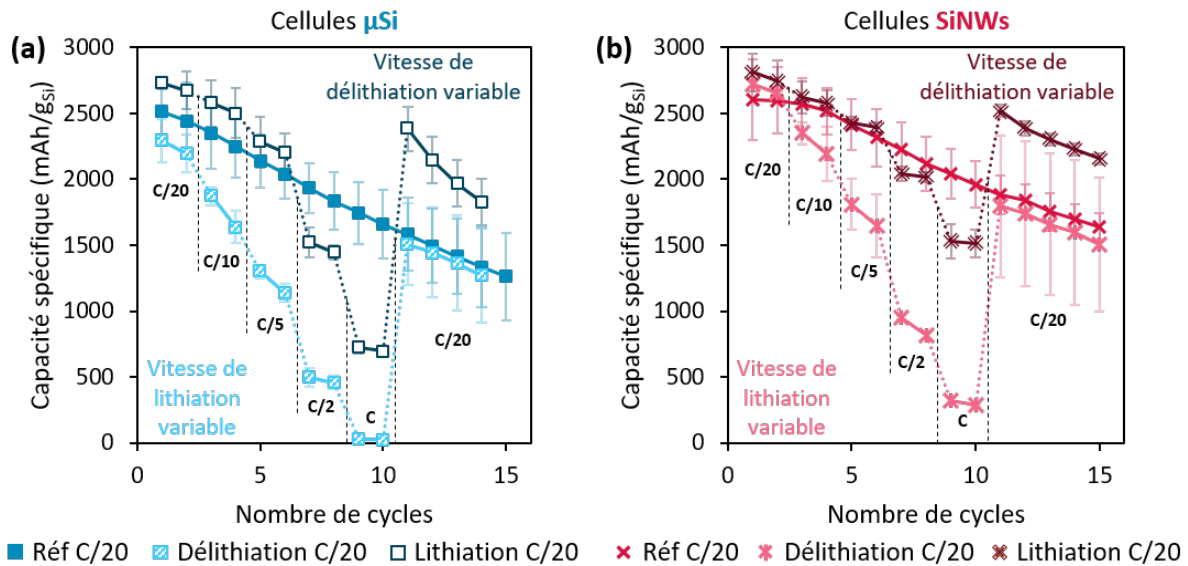 Cellules µSi
(a)
Capacité spécifique (mAh/gSi)
3000
2500
2000
1500
1000
500
0
Vitesse de
délithiation variable
C/20
C/10
C/5
C/2
C
C/20
Vitesse de
lithiation
variable
0
5
10
15
Nombre de cycles
Cellules SiNWs
(b)
Capacité spécifique (mAh/gSi)
3000
2500
2000
1500
1000
500
0
Vitesse de
délithiation variable
C/20
C/10
C/5
C/2
C
C/20
Vitesse de
lithiation
variable
0
5
10
15
Nombre de cycles
Réf C/20 Délithiation C/20 Lithiation C/20 Réf C/20 Délithiation C/20 Lithiation C/20